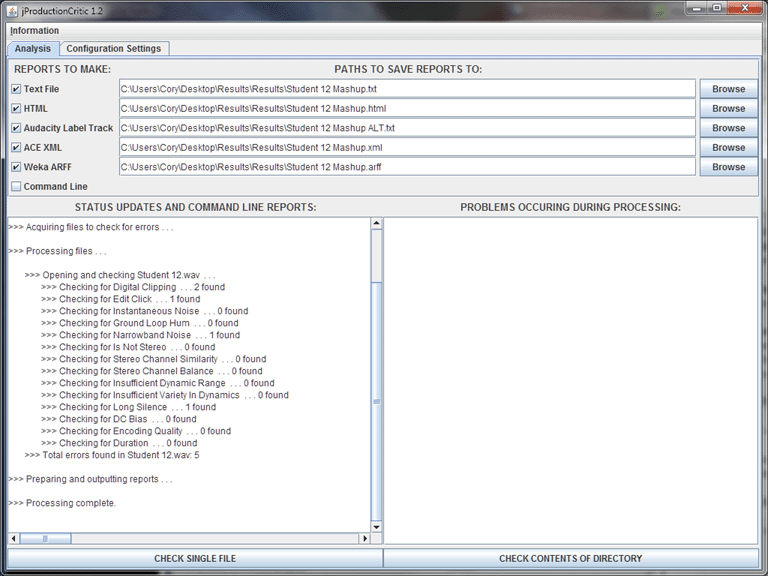 jProductionCritic 1.2
Information
Analysis Configuration Settings
REPORTS TO MAKE: PATHS TO SAVE REPORTS TO:
Text File C:\Users\Cory\Desktop\Results\Results\Student 12 Mashup.txt Browse
HTML C:\Users\Cory\Desktop\Results\Results\Student 12 Mashup.html Browse
Audacity Label Track C:\Users\Cory\Desktop\Results\Results\Student 12 Mashup ALT.txt Browse
ACE XML C:\Users\Cory\Desktop\Results\Results\Student 12 Mashup.xml Browse
Weka ARFF C:\Users\Cory\Desktop\Results\Results\Student 12 Mashup.arff Browse
Command Line
STATUS UPDATES AND COMMAND LINE REPORTS: PROBLEMS OCCURING DURING PROCESSING:
>>> Acquiring files to check for errors . . .
>>> Processing files . . .
>>> Opening and checking Student 12.wav . . .
>>> Checking for Digital Clipping . . . 2 found
>>> Checking for Edit Click . . . 1 found
>>> Checking for Instantaneous Noise . . . 0 found
>>> Checking for Ground Loop Hum . . . 0 found
>>> Checking for Narrowband Noise . . . 1 found
>>> Checking for Is Not Stereo . . . 0 found
>>> Checking for Stereo Channel Similarity . . . 0 found
>>> Checking for Stereo Channel Balance . . . 0 found
>>> Checking for Insufficient Dynamic Range . . . 0 found
>>> Checking for Insufficient Variety In Dynamics . . . 0 found
>>> Checking for Long Silence . . . 1 found
>>> Checking for DC Bias . . . 0 found
>>> Checking for Encoding Quality . . . 0 found
>>> Checking for Duration . . . 0 found
>>> Total errors found in Student 12.wav: 5
>>> Preparing and outputting reports . . .
>>> Processing complete.
CHECK SINGLE FILE CHECK CONTENTS OF DIRECTORY